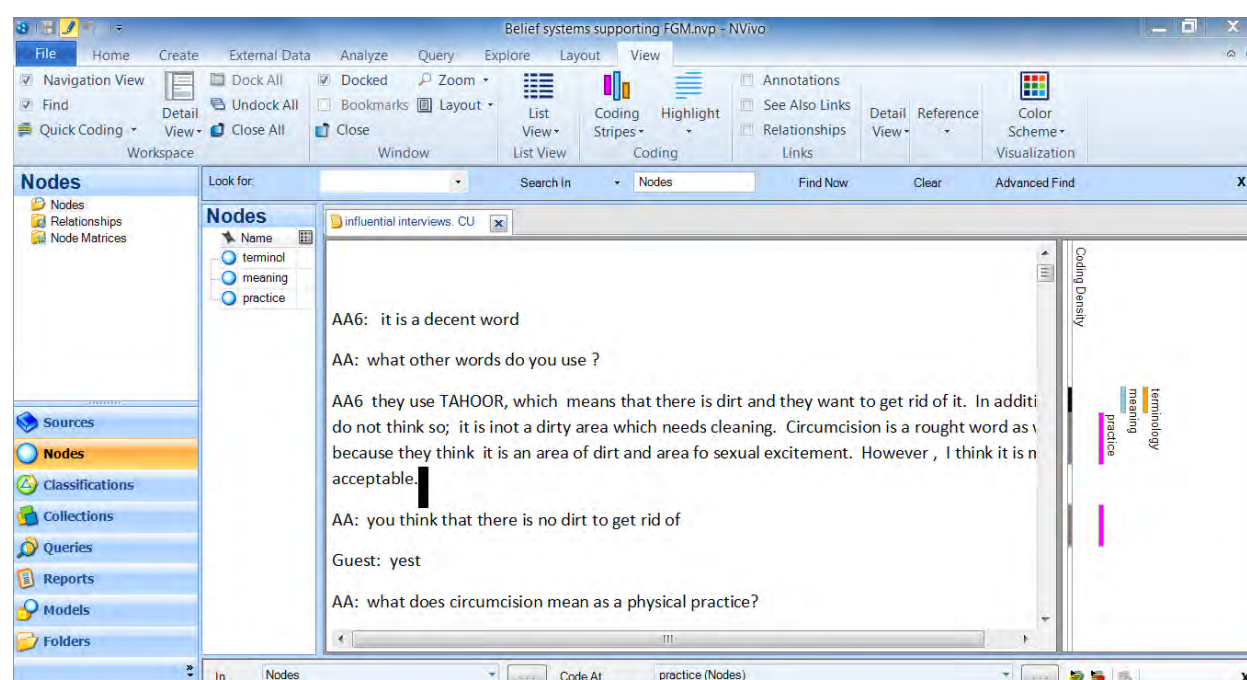 Belief systems supporting FGM.nvp - NVivo
File Home Create External Data Analyze Query Explore Layout View
Navigation View
Find
Quick Coding
Detail View
Workspace
Dock All
Undock All
Close All
Docked
Bookmarks
Close
Zoom
Layout
Window
List View
List View
Coding Stripes
Highlight
Coding
Annotations
See Also Links
Relationships
Links
Detail View
Reference
Color Scheme
Visualization
Nodes
Nodes
Relationships
Node Matrices
Look for: Search In Nodes Find Now Clear Advanced Find X
Nodes
Name
terminol
meaning
practice
influential interviews. CU
AA6: it is a decent word
AA: what other words do you use ?
AA6 they use TAHOOR, which means that there is dirt and they want to get rid of it. In additi
do not think so; it is inot a dirty area which needs cleaning. Circumcision is a rought word as
because they think it is an area of dirt and area fo sexual excitement. However , I think it is
acceptable.
AA: you think that there is no dirt to get rid of
Guest: yest
AA: what does circumcision mean as a physical practice?
Coding Density
terminology
meaning
practice
Sources
Nodes
Classifications
Collections
Queries
Reports
Models
Folders
In Nodes ... Code At practice (Nodes) ... x